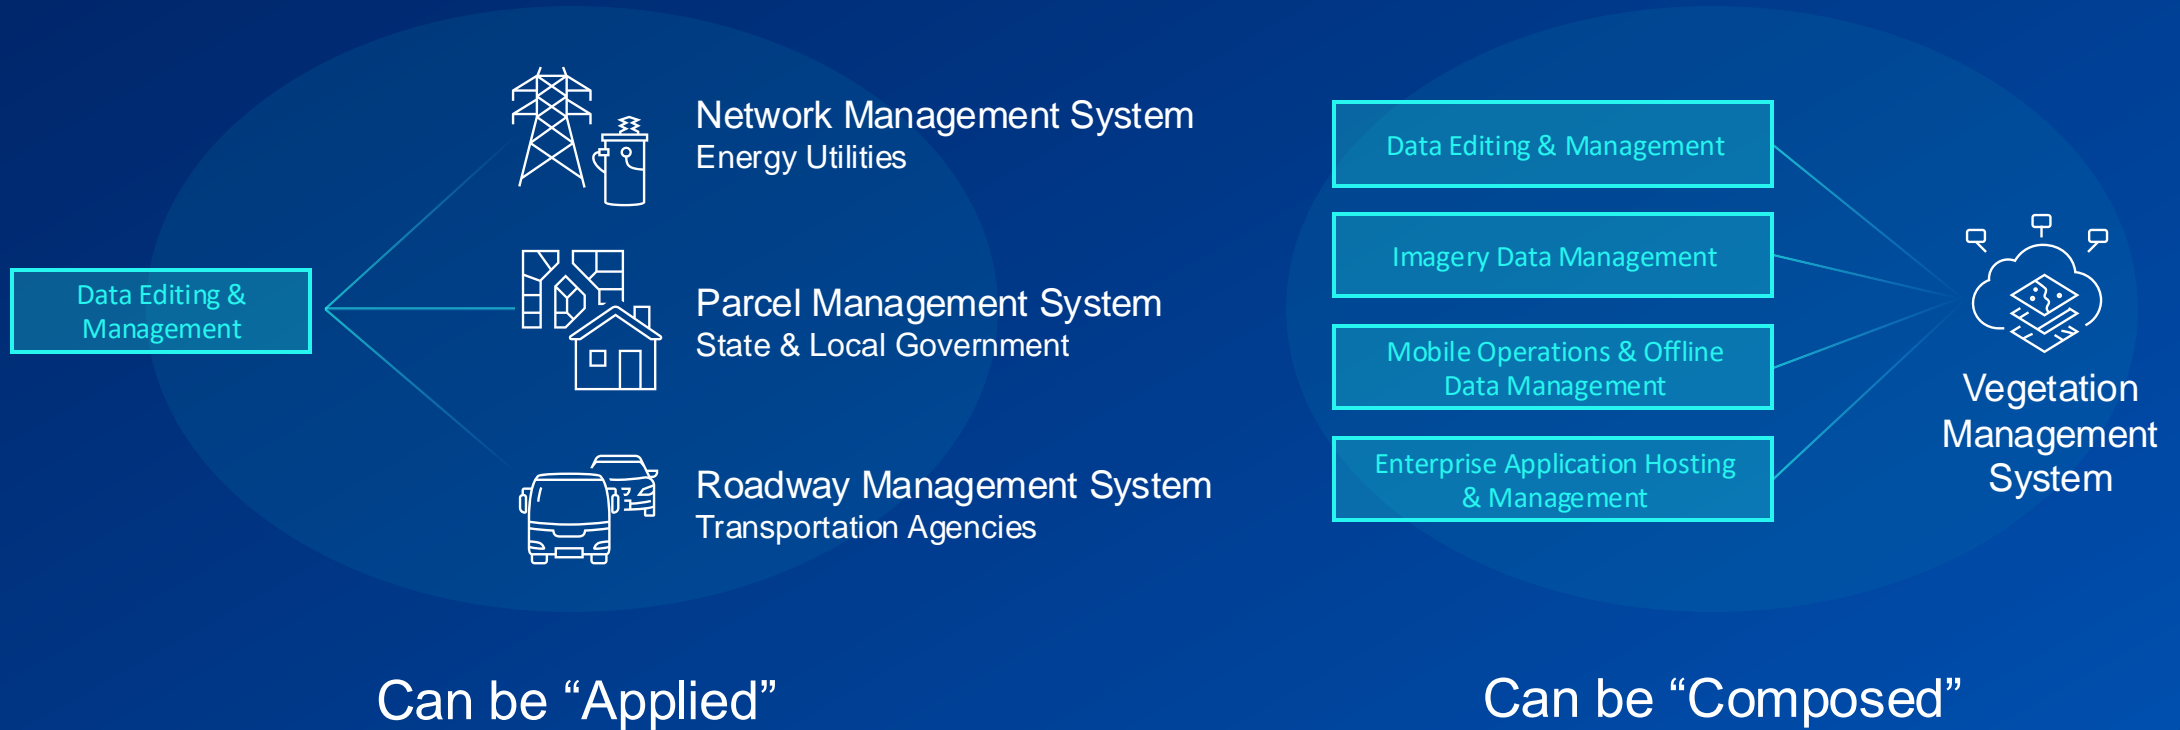 Data Editing &
Management
Network Management System
Energy Utilities
Parcel Management System
State & Local Government
Roadway Management System
Transportation Agencies
Can be “Applied”
Data Editing & Management
Imagery Data Management
Mobile Operations & Offline
Data Management
Enterprise Application Hosting
& Management
Vegetation
Management
System
Can be “Composed”